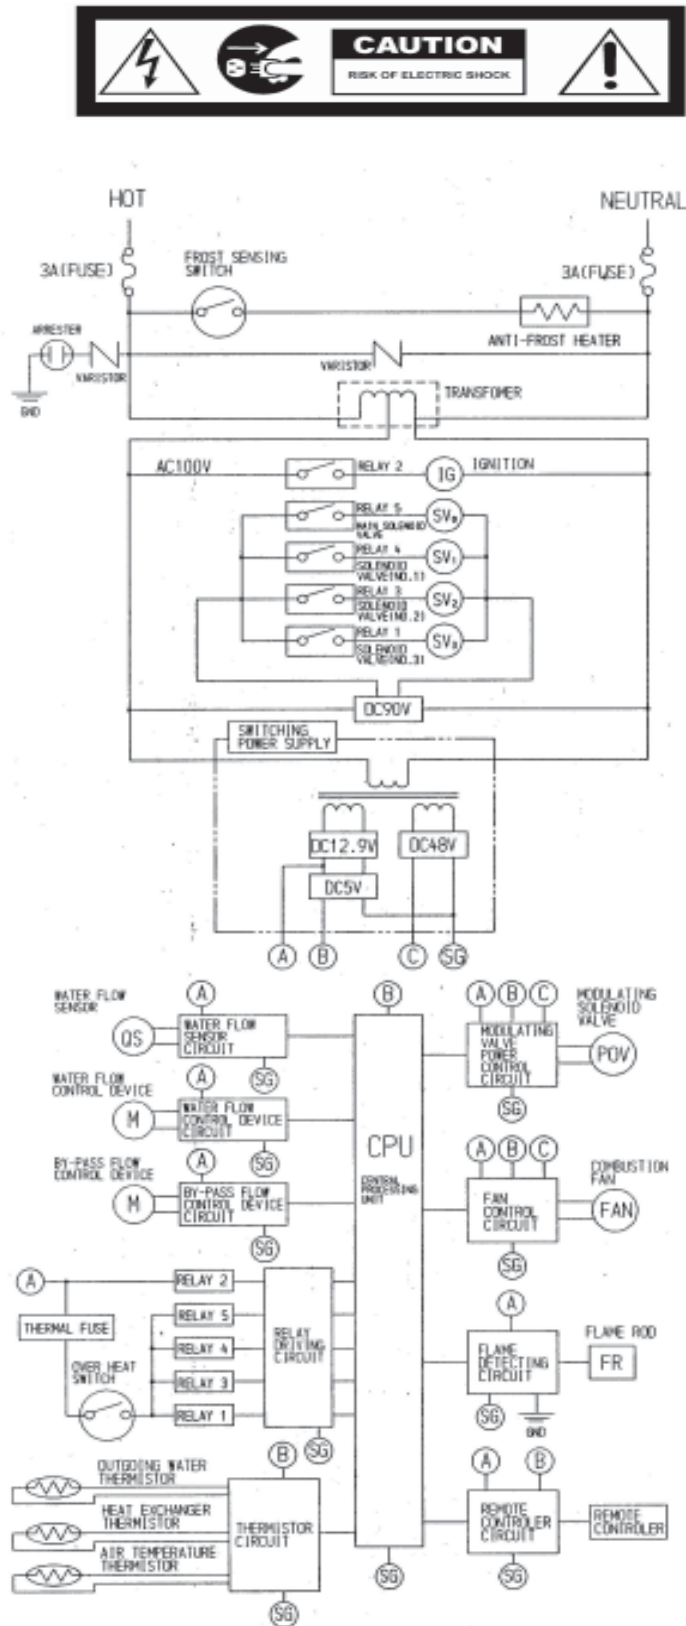 CAUTION
RISK OF ELECTRIC SHOCK
HOT
NEUTRAL
3A(FUSE)
FROST SENSING
SWITCH
3A(FUSE)
ANTI-FROST HEATER
ARRESTER
VARISTOR
VARISTOR
GND
TRANSFOMER
AC100V
RELAY 2
IG
IGNITION
RELAY 5
MAIN SOLENOID
VALVE
SV₀
RELAY 4
SOLENOID
VALVE(NO.1)
SV₁
RELAY 3
SOLENOID
VALVE(NO.2)
SV₂
RELAY 1
SOLENOID
VALVE(NO.3)
SV₃
DC90V
SWITCHING
POWER SUPPLY
DC12.9V
DC48V
DC5V
A
B
C
SG
WATER FLOW
SENSOR
QS
A
WATER FLOW
SENSOR
CIRCUIT
SG
WATER FLOW
CONTROL DEVICE
M
A
WATER FLOW
CONTROL DEVICE
CIRCUIT
SG
BY-PASS FLOW
CONTROL DEVICE
M
A
BY-PASS FLOW
CONTROL DEVICE
CIRCUIT
SG
B
CPU
CENTRAL
PROCESSING
UNIT
SG
A
B
C
MODULATING
VALVE
POWER
CONTROL
CIRCUIT
SG
MODULATING
SOLENOID
VALVE
POV
A
B
C
FAN
CONTROL
CIRCUIT
SG
COMBUSTION
FAN
FAN
A
THERMAL FUSE
OVER HEAT
SWITCH
RELAY 2
RELAY 5
RELAY 4
RELAY 3
RELAY 1
RELAY
DRIVING
CIRCUIT
SG
A
FLAME
DETECTING
CIRCUIT
SG
GND
FLAME ROD
FR
OUTGOING WATER
THERMISTOR
HEAT EXCHANGER
THERMISTOR
AIR TEMPERATURE
THERMISTOR
B
THERMISTOR
CIRCUIT
SG
A
B
REMOTE
CONTROLER
CIRCUIT
SG
REMOTE
CONTROLER